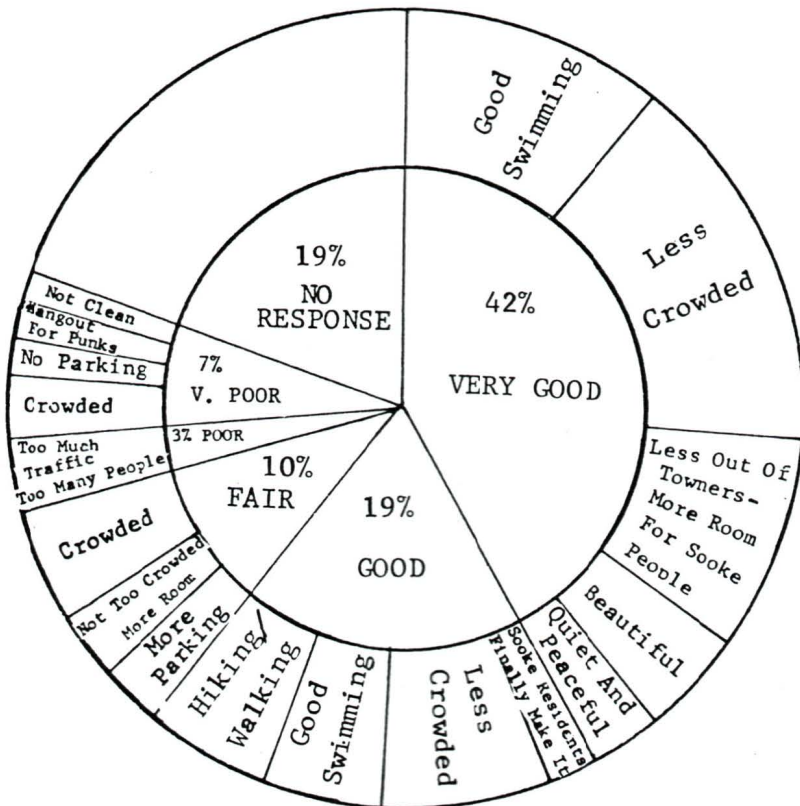 Good
Swimming
Less
Crowded
Less Out Of
Towners-
More Room
For Sooke
People
Beautiful
Quiet And
Peaceful
Sooke Residents
Finally Make It
Less
Crowded
Good
Swimming
Hiking/
Walking
More
Parking
Not Too Crowded
More Room
Crowded
Too Much
Traffic
Too Many People
Crowded
No Parking
Hangout
For Punks
Not Clean
19%
NO
RESPONSE
42%
VERY GOOD
7%
V. POOR
3% POOR
10%
FAIR
19%
GOOD